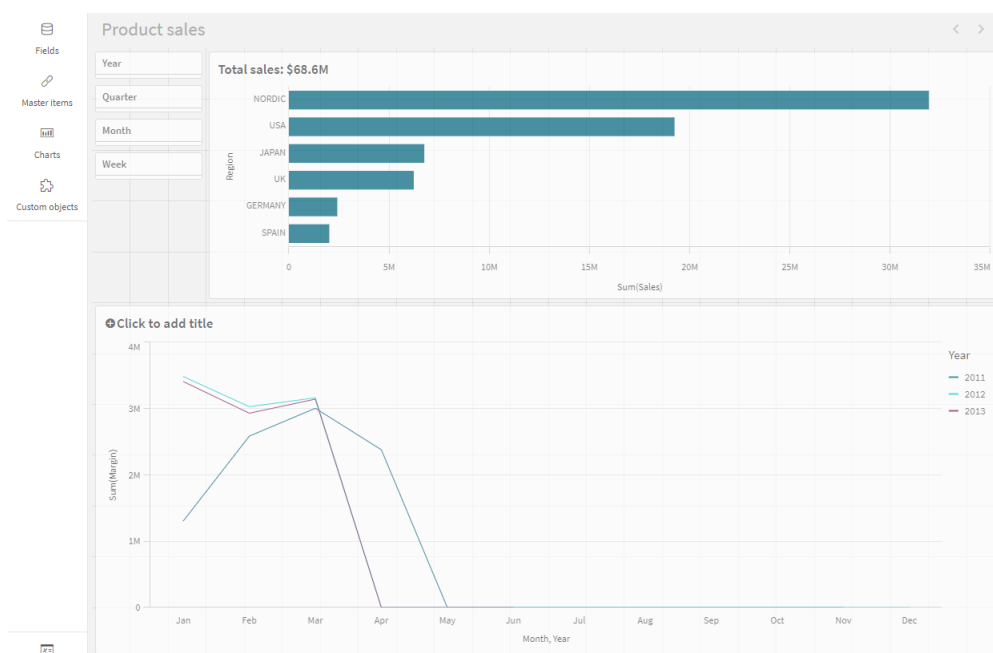 Fields
Master items
Charts
Custom objects
Product sales
Year
Quarter
Month
Week
Total sales: $68.6M
Region
NORDIC
USA
JAPAN
UK
GERMANY
SPAIN
0 5M 10M 15M 20M 25M 30M 35M
Sum(Sales)
Click to add title
Sum(Margin)
4M
3M
2M
1M
0
Jan Feb Mar Apr May Jun Jul Aug Sep Oct Nov Dec
Month, Year
Year
2011
2012
2013